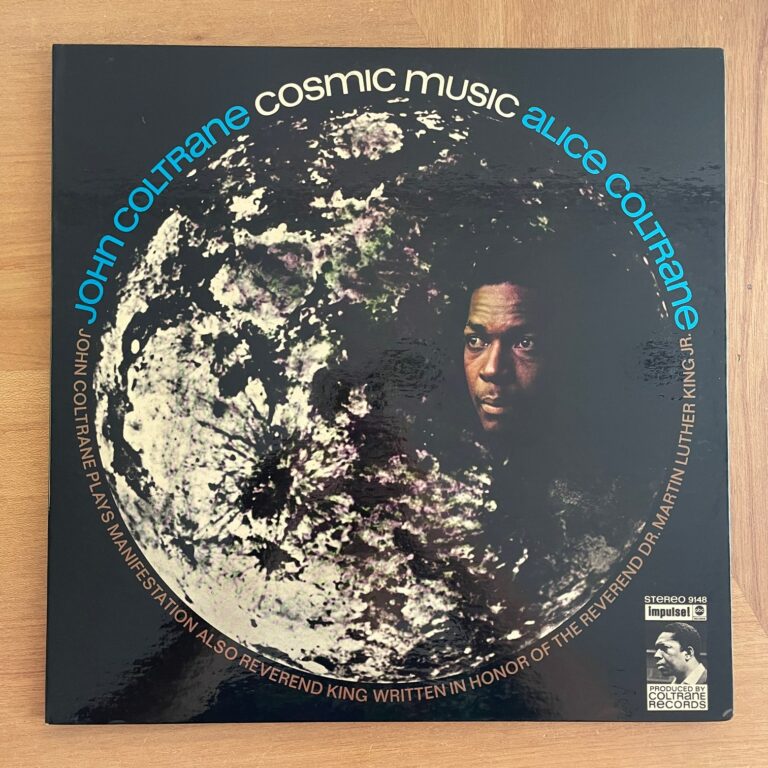 JOHN COLTRANE COSMIC MUSIC ALICE COLTRANE
JOHN COLTRANE PLAYS MANIFESTATION ALSO REVEREND KING WRITTEN IN HONOR OF THE REVEREND DR. MARTIN LUTHER KING JR.
STEREO 9148
impulse! abc
PRODUCED BY
COLTRANE
RECORDS